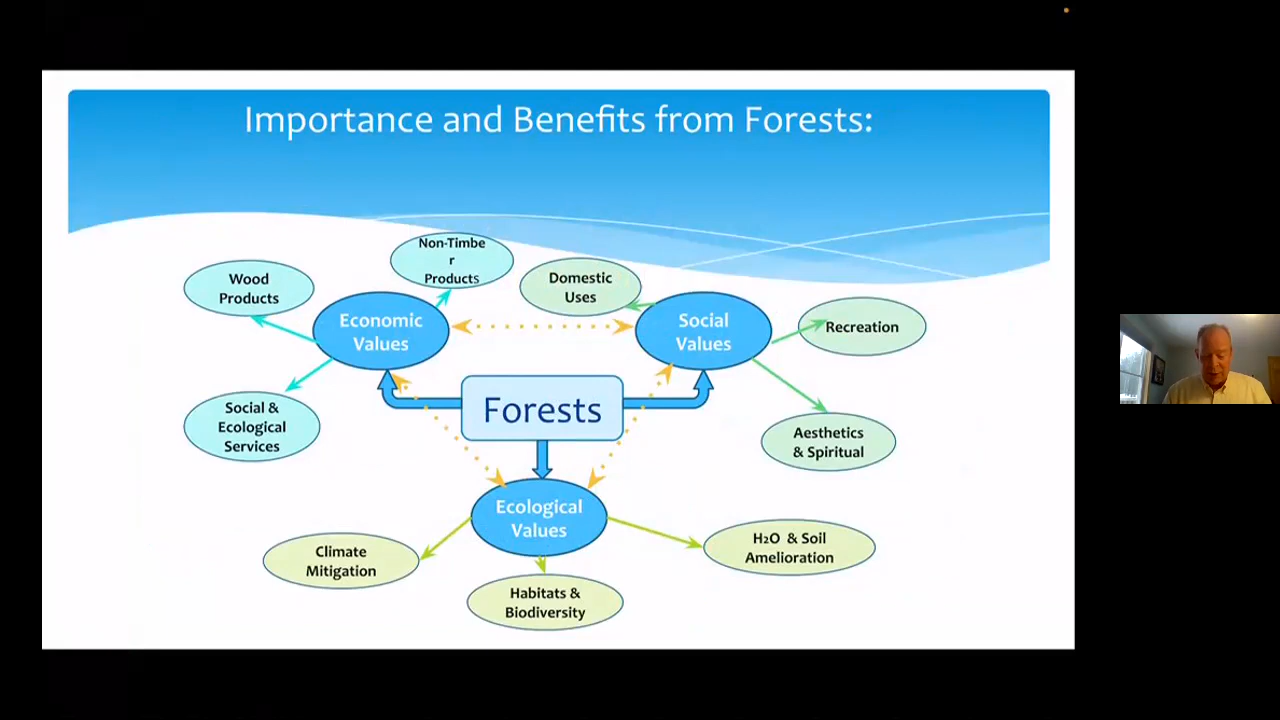 Importance and Benefits from Forests:
Non-Timbe
r
Products
Wood
Products
Domestic
Uses
Economic
Values
Social
Values
Recreation
Forests
Social &
Ecological
Services
Aesthetics
& Spiritual
Ecological
Values
Climate
Mitigation
H₂O & Soil
Amelioration
Habitats &
Biodiversity